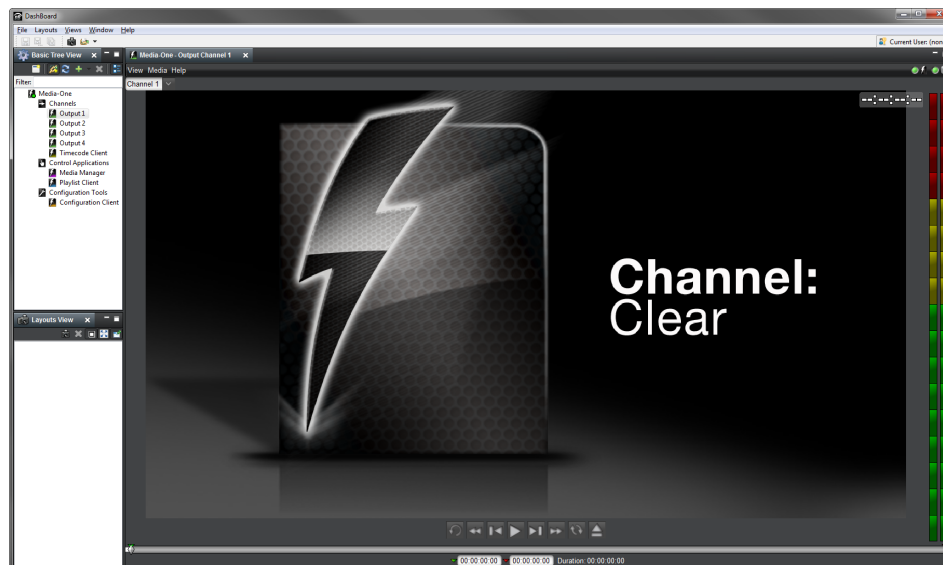 DashBoard
File Layouts Views Window Help
Current User: (non
Basic Tree View
Filter:
Media-One
Channels
Output 1
Output 2
Output 3
Output 4
Timecode Client
Control Applications
Media Manager
Playlist Client
Configuration Tools
Configuration Client
Layouts View
Media-One - Output Channel 1
View Media Help
Channel 1
--:--:--:--
Channel:
Clear
00:00:00:00 00:00:00:00 Duration: 00:00:00:00